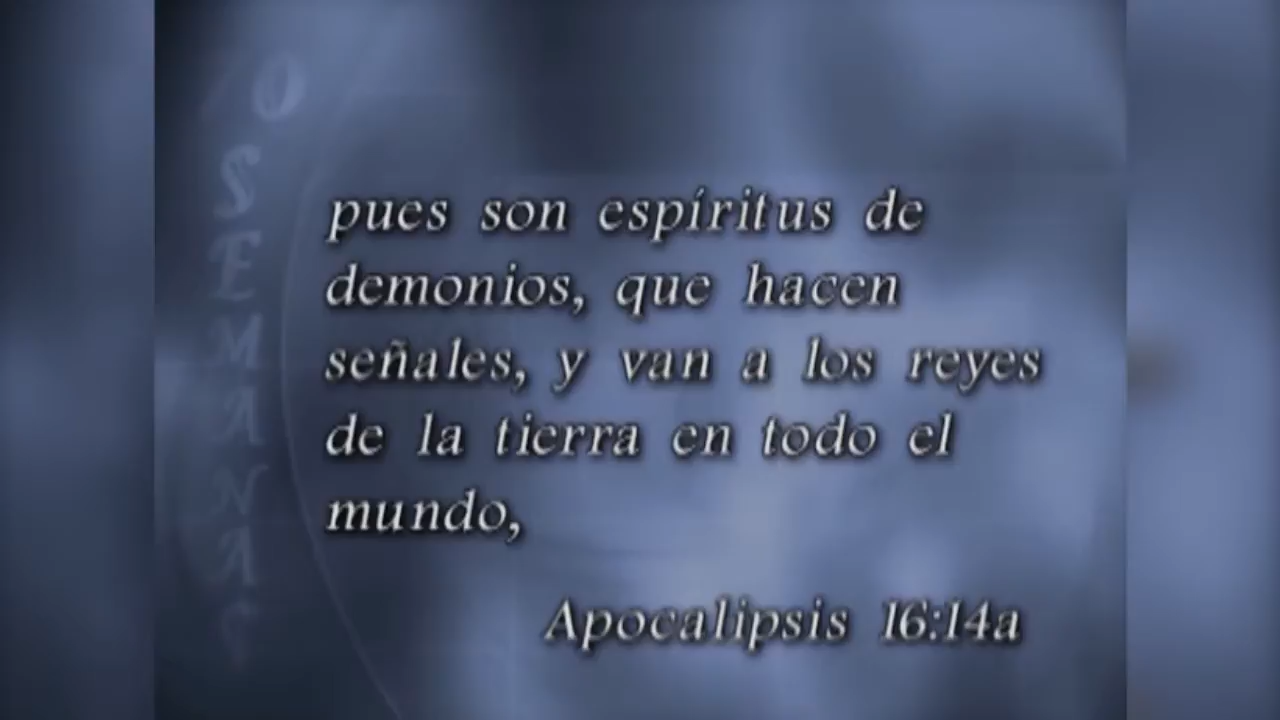 pues son espíritus de
demonios, que hacen
señales, y van a los reyes
de la tierra en todo el
mundo,
Apocalipsis 16:14a
O
SEMANAS